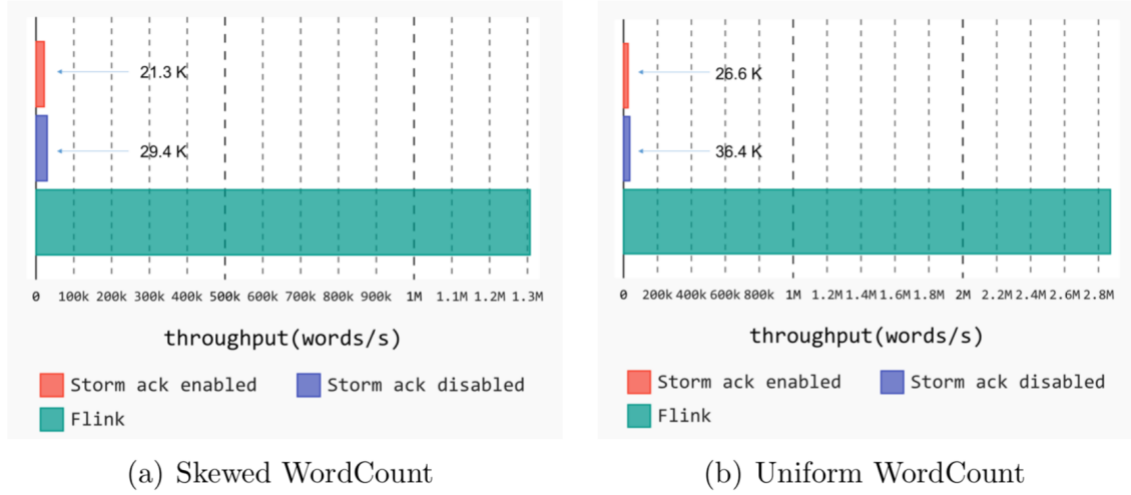 21.3 K
29.4 K
0 100k 200k 300k 400k 500k 600k 700k 800k 900k 1M 1.1M 1.2M 1.3M
throughput(words/s)
Storm ack enabled Storm ack disabled
Flink
(a) Skewed WordCount
26.6 K
36.4 K
0 200k 400k 600k 800k 1M 1.2M 1.4M 1.6M 1.8M 2M 2.2M 2.4M 2.6M 2.8M
throughput(words/s)
Storm ack enabled Storm ack disabled
Flink
(b) Uniform WordCount